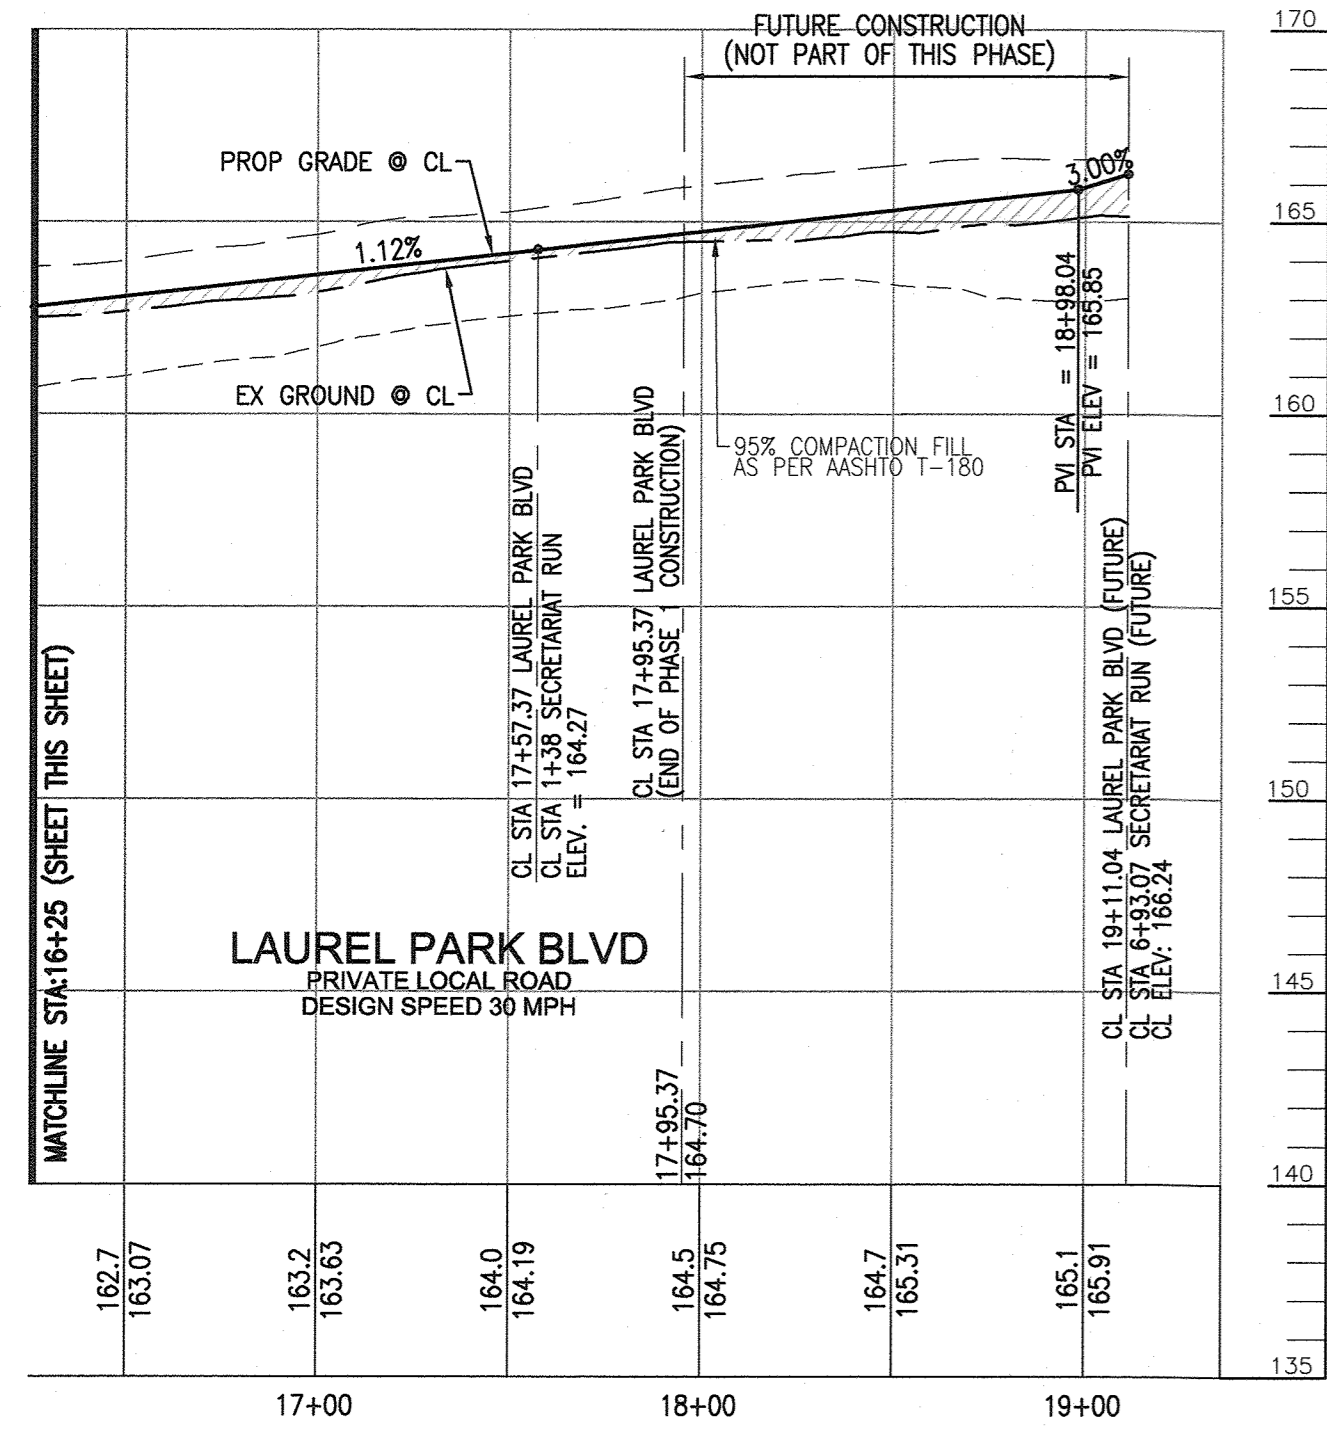 FUTURE CONSTRUCTION
(NOT PART OF THIS PHASE)
170
PROP GRADE @ CL
3.00%
165
1.12%
EX GROUND @ CL
160
95% COMPACTION FILL
AS PER AASHTO T-180
PVI STA = 18+98.04
PVI ELEV = 165.85
MATCHLINE STA:16+25 (SHEET THIS SHEET)
CL STA 17+57.37 LAUREL PARK BLVD
CL STA 1+38 SECRETARIAT RUN
ELEV. = 164.27
CL STA 17+95.37 LAUREL PARK BLVD
(END OF PHASE 1 CONSTRUCTION)
CL STA 19+11.04 LAUREL PARK BLVD (FUTURE)
CL STA 6+93.07 SECRETARIAT RUN (FUTURE)
CL ELEV: 166.24
155
150
LAUREL PARK BLVD
PRIVATE LOCAL ROAD
DESIGN SPEED 30 MPH
145
17+95.37
164.70
140
162.7
163.07
163.2
163.63
164.0
164.19
164.5
164.75
164.7
165.31
165.1
165.91
135
17+00
18+00
19+00